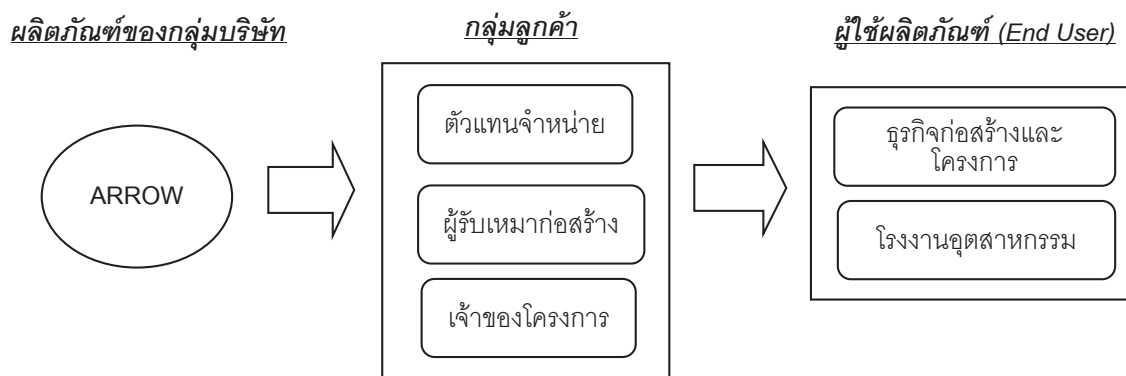 ผลิตภัณฑ์ของกลุ่มบริษัท
กลุ่มลูกค้า
ผู้ใช้ผลิตภัณฑ์ (End User)
ARROW
ตัวแทนจำหน่าย
ผู้รับเหมาก่อสร้าง
เจ้าของโครงการ
ธุรกิจก่อสร้างและ
โครงการ
โรงงานอุตสาหกรรม